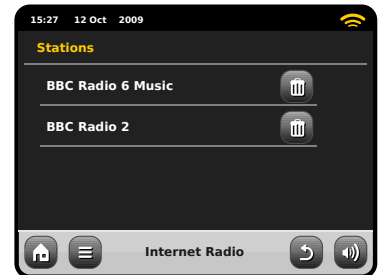 15:27 12 Oct 2009
Stations
BBC Radio 6 Music
BBC Radio 2
Internet Radio